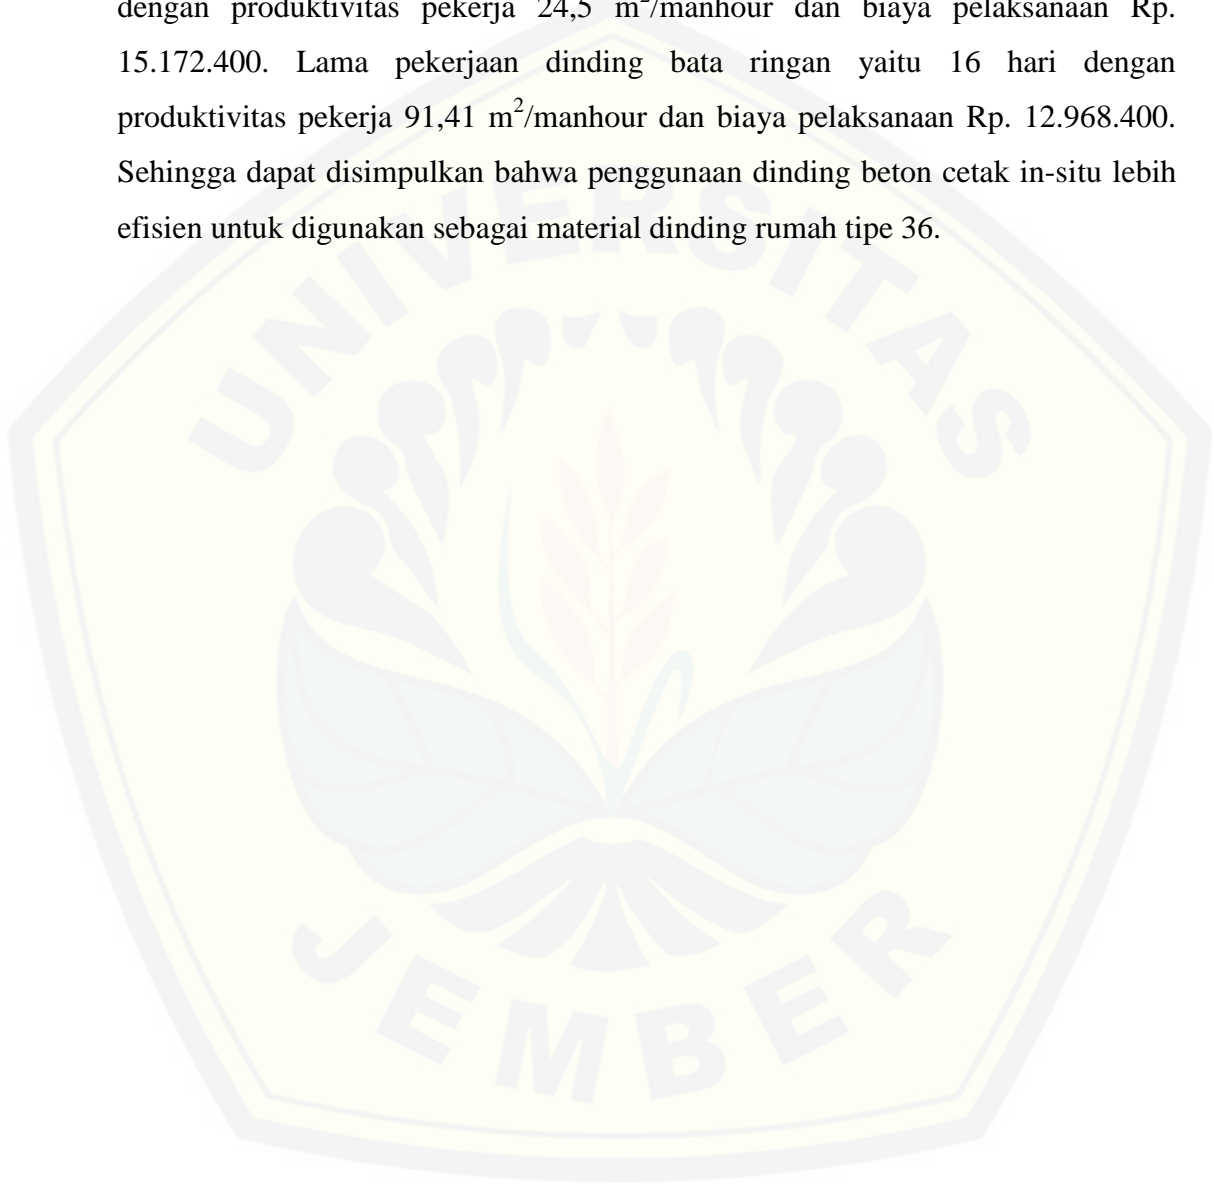 dengan produktivitas pekerja 24,5 m²/manhour dan biaya pelaksanaan Rp.
15.172.400. Lama pekerjaan dinding bata ringan yaitu 16 hari dengan
produktivitas pekerja 91,41 m²/manhour dan biaya pelaksanaan Rp. 12.968.400.
Sehingga dapat disimpulkan bahwa penggunaan dinding beton cetak in-situ lebih
efisien untuk digunakan sebagai material dinding rumah tipe 36.
UNIVERSITAS
JEMBER